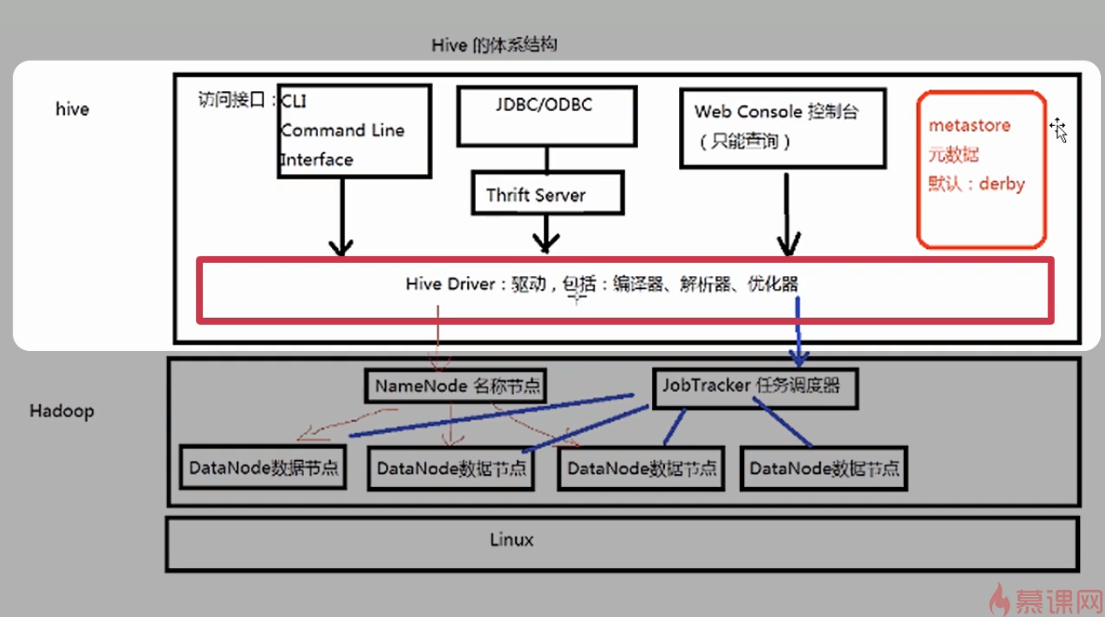 Hive 的体系结构
hive
访问接口：CLI
Command Line
Interface
JDBC/ODBC
Thrift Server
Web Console 控制台
（只能查询）
metastore
元数据
默认：derby
Hive Driver：驱动，包括：编译器、解析器、优化器
Hadoop
NameNode 名称节点
JobTracker 任务调度器
DataNode数据节点
DataNode数据节点
DataNode数据节点
DataNode数据节点
Linux
慕课网